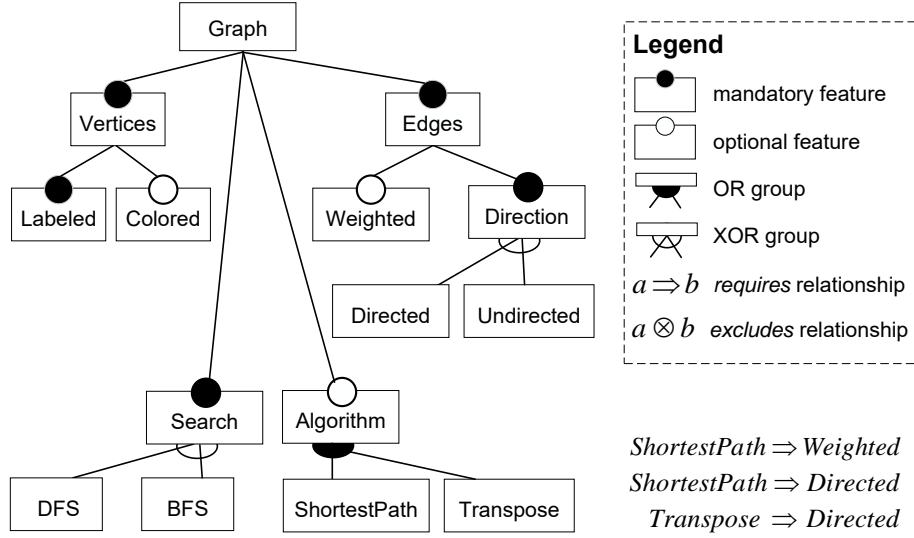 Graph
Vertices
Edges
Labeled
Colored
Weighted
Direction
Directed
Undirected
Search
Algorithm
DFS
BFS
ShortestPath
Transpose
Legend
mandatory feature
optional feature
OR group
XOR group
a ⇒ b requires relationship
a ⊗ b excludes relationship
ShortestPath ⇒ Weighted
ShortestPath ⇒ Directed
Transpose ⇒ Directed